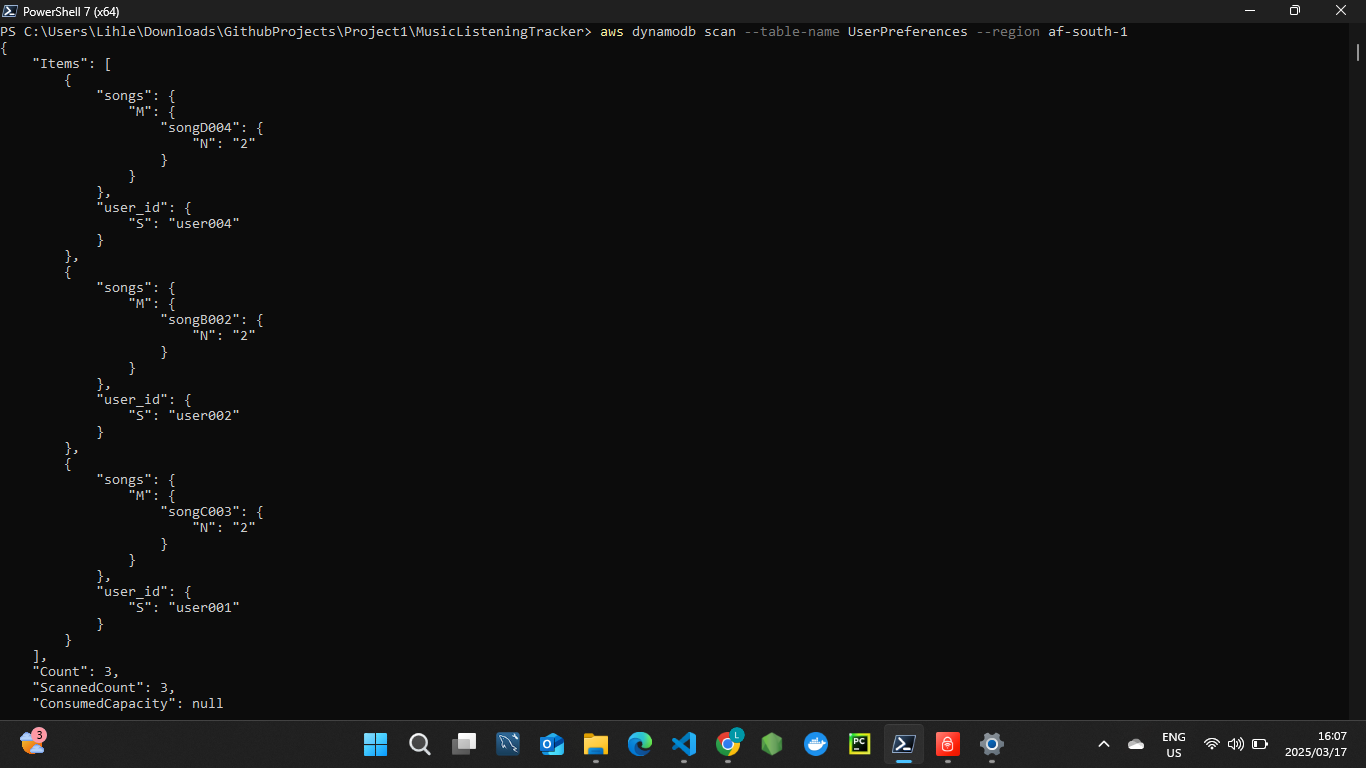 PowerShell 7 (x64)
PS C:\Users\Lihle\Downloads\GithubProjects\Project1\MusicListeningTracker> aws dynamodb scan --table-name UserPreferences --region af-south-1
{
    "Items": [
        {
            "songs": {
                "M": {
                    "songD004": {
                        "N": "2"
                    }
                }
            },
            "user_id": {
                "S": "user004"
            }
        },
        {
            "songs": {
                "M": {
                    "songB002": {
                        "N": "2"
                    }
                }
            },
            "user_id": {
                "S": "user002"
            }
        },
        {
            "songs": {
                "M": {
                    "songC003": {
                        "N": "2"
                    }
                }
            },
            "user_id": {
                "S": "user001"
            }
        }
    ],
    "Count": 3,
    "ScannedCount": 3,
    "ConsumedCapacity": null
3
L
PC
ENG
US
16:07
2025/03/17